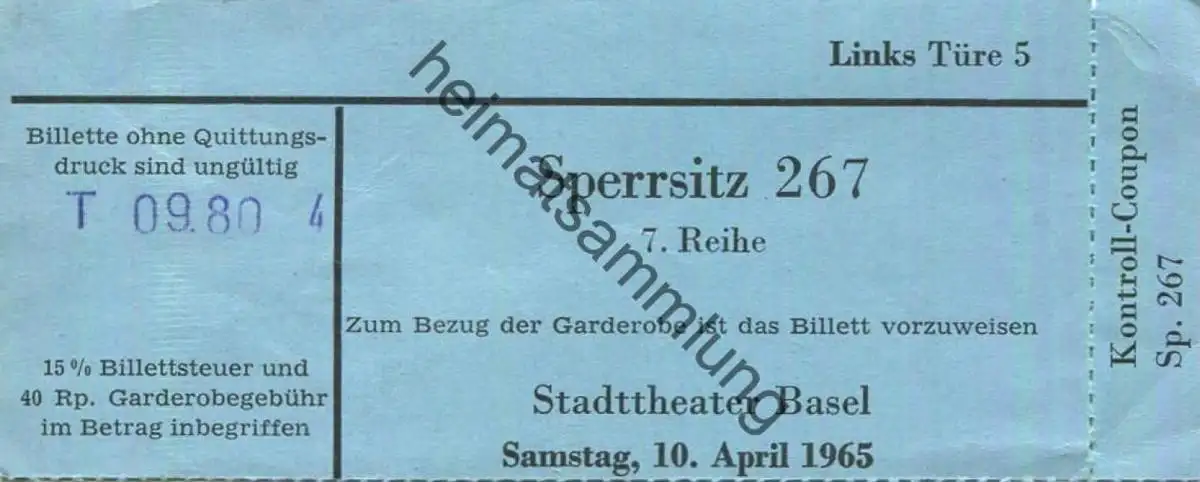 Links Türe 5
Billette ohne Quittungs-
druck sind ungültig
T 09.80 4
15 % Billettsteuer und
40 Rp. Garderobegebühr
im Betrag inbegriffen
Sperrsitz 267
7. Reihe
Zum Bezug der Garderobe ist das Billett vorzuweisen
Stadttheater Basel
Samstag, 10. April 1965
Kontroll-Coupon
Sp. 267
heimatsammlung